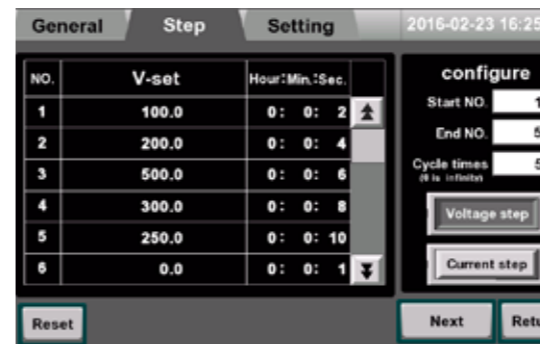 General Step Setting 2016-02-23 16:25
NO. V-set Hour:Min.:Sec.
1 100.0 0: 0: 2
2 200.0 0: 0: 4
3 500.0 0: 0: 6
4 300.0 0: 0: 8
5 250.0 0: 0: 10
6 0.0 0: 0: 1
configure
Start NO. 1
End NO.
Cycle times
(0 is infinity)
Voltage step
Current step
Reset Next